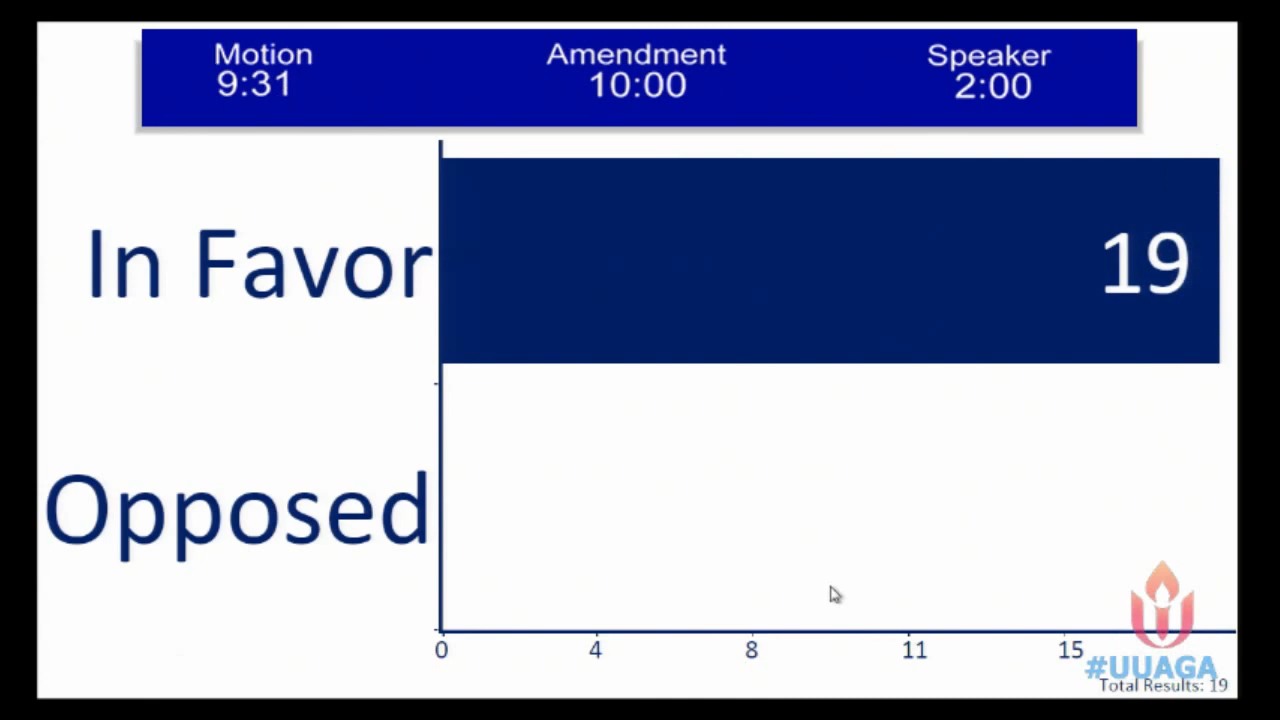 Motion Amendment Speaker
9:31 10:00 2:00
In Favor 19
Opposed
0 4 8 11 15
#UUAGA
Total Results: 19